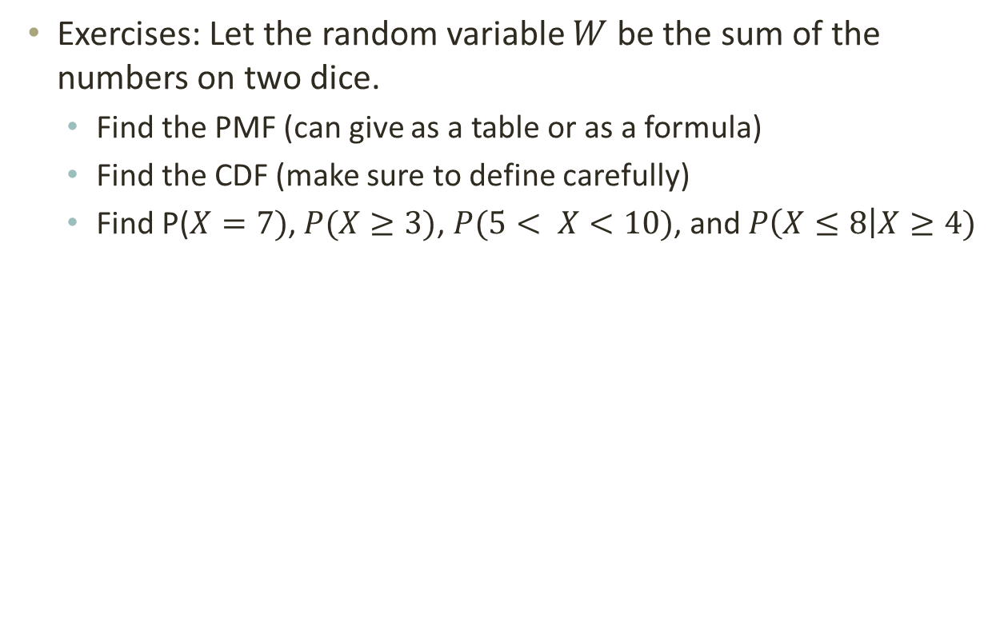 • Exercises: Let the random variable W be the sum of the
numbers on two dice.
• Find the PMF (can give as a table or as a formula)
• Find the CDF (make sure to define carefully)
• Find P(X = 7), P(X ≥ 3), P(5 < X < 10), and P(X ≤ 8|X ≥ 4)